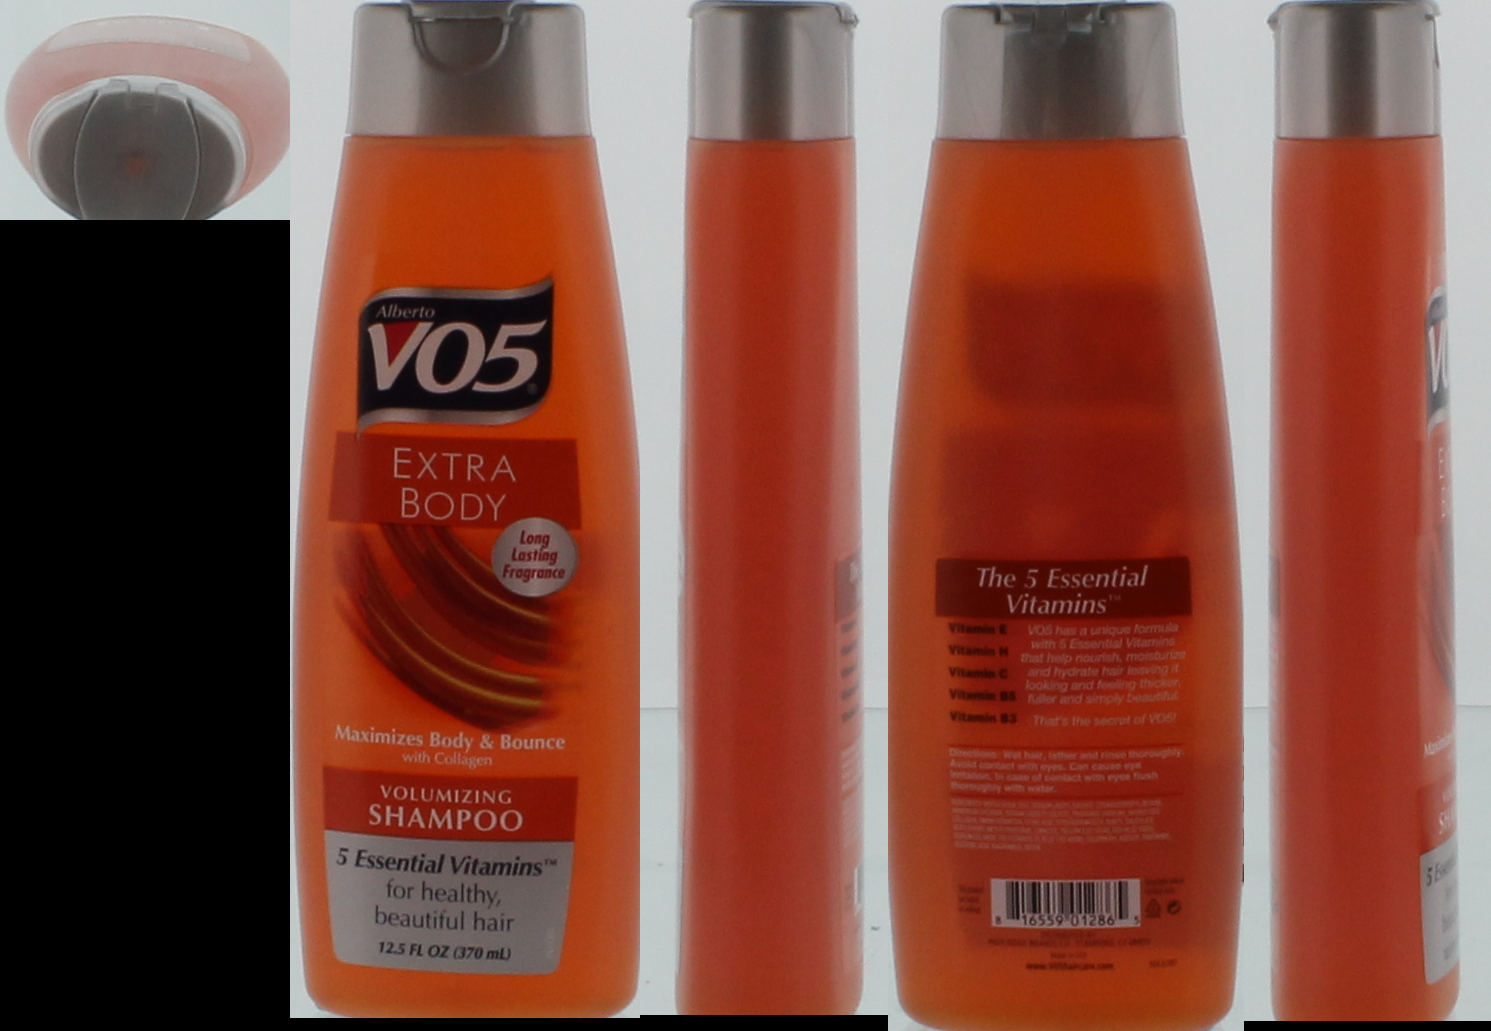 Alberto
VO5
EXTRA
BODY
Long
Lasting
Fragrance
Maximizes Body & Bounce
with Collagen
VOLUMIZING
SHAMPOO
5 Essential Vitamins™
for healthy,
beautiful hair
12.5 FL OZ (370 mL)
The 5 Essential
Vitamins™
Vitamin E
Vitamin H
Vitamin C
Vitamin B5
Vitamin B3
VO5 has a unique formula
with 5 Essential Vitamins
that help nourish, moisturize
and hydrate hair leaving it
looking and feeling thicker,
fuller and simply beautiful.
That's the secret of VO5!
Directions: Wet hair, lather and rinse thoroughly.
Avoid contact with eyes. Can cause eye
irritation. In case of contact with eyes flush
thoroughly with water.
8 16559 01286 5
www.VO5haircare.com